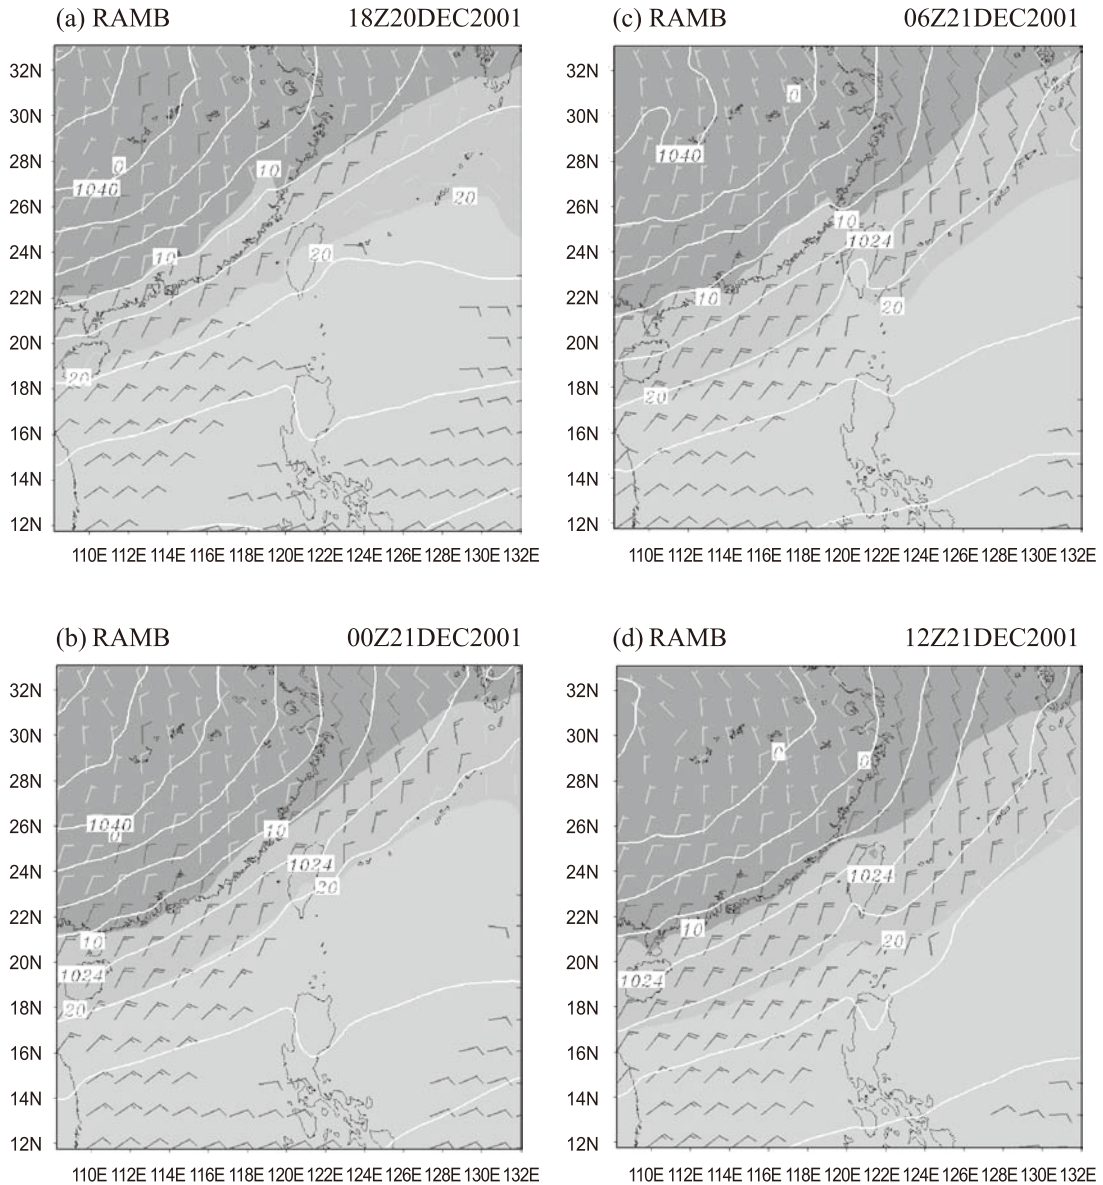 (a) RAMB 18Z20DEC2001
32N
30N
28N
26N
24N
22N
20N
18N
16N
14N
12N
0
1040
10
20
10
20
20
110E 112E 114E 116E 118E 120E 122E 124E 126E 128E 130E 132E
(c) RAMB 06Z21DEC2001
32N
30N
28N
26N
24N
22N
20N
18N
16N
14N
12N
0
1040
10
1024
10
20
20
110E 112E 114E 116E 118E 120E 122E 124E 126E 128E 130E 132E
(b) RAMB 00Z21DEC2001
32N
30N
28N
26N
24N
22N
20N
18N
16N
14N
12N
1040
0
10
1024
20
10
1024
20
110E 112E 114E 116E 118E 120E 122E 124E 126E 128E 130E 132E
(d) RAMB 12Z21DEC2001
32N
30N
28N
26N
24N
22N
20N
18N
16N
14N
12N
0
0
1024
10
20
1024
110E 112E 114E 116E 118E 120E 122E 124E 126E 128E 130E 132E